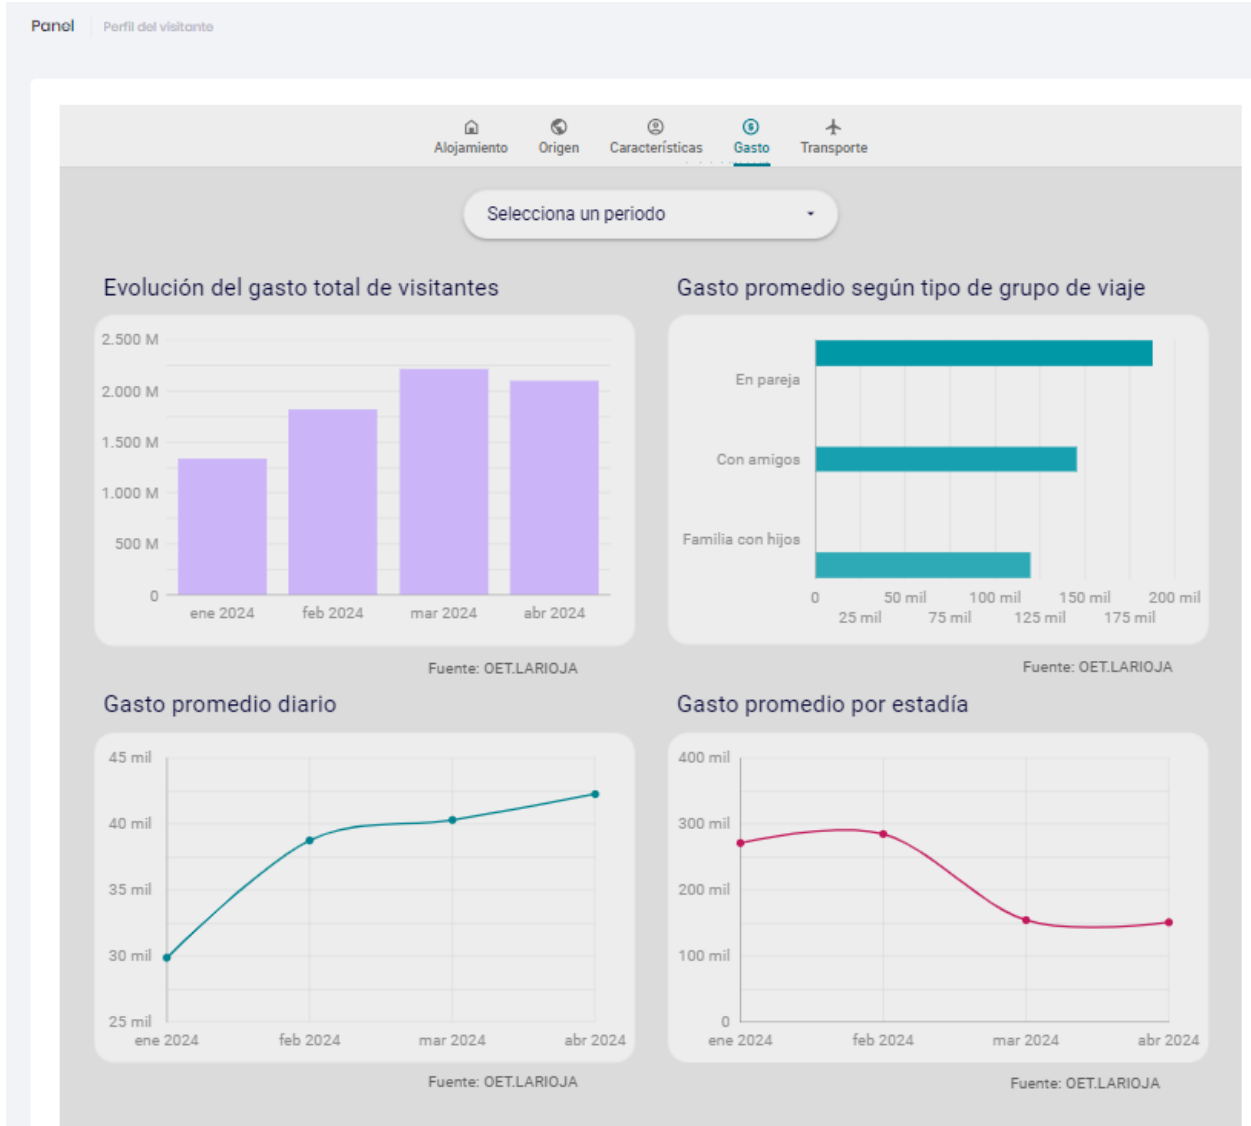 Panel
Perfil del visitante
Alojamiento
Origen
Características
Gasto
Transporte
Selecciona un periodo
Evolución del gasto total de visitantes
2.500 M
2.000 M
1.500 M
1.000 M
500 M
0
ene 2024
feb 2024
mar 2024
abr 2024
Fuente: OET.LARIOJA
Gasto promedio según tipo de grupo de viaje
En pareja
Con amigos
Familia con hijos
0
25 mil
50 mil
75 mil
100 mil
125 mil
150 mil
175 mil
200 mil
Fuente: OET.LARIOJA
Gasto promedio diario
45 mil
40 mil
35 mil
30 mil
25 mil
ene 2024
feb 2024
mar 2024
abr 2024
Fuente: OET.LARIOJA
Gasto promedio por estadía
400 mil
300 mil
200 mil
100 mil
0
ene 2024
feb 2024
mar 2024
abr 2024
Fuente: OET.LARIOJA